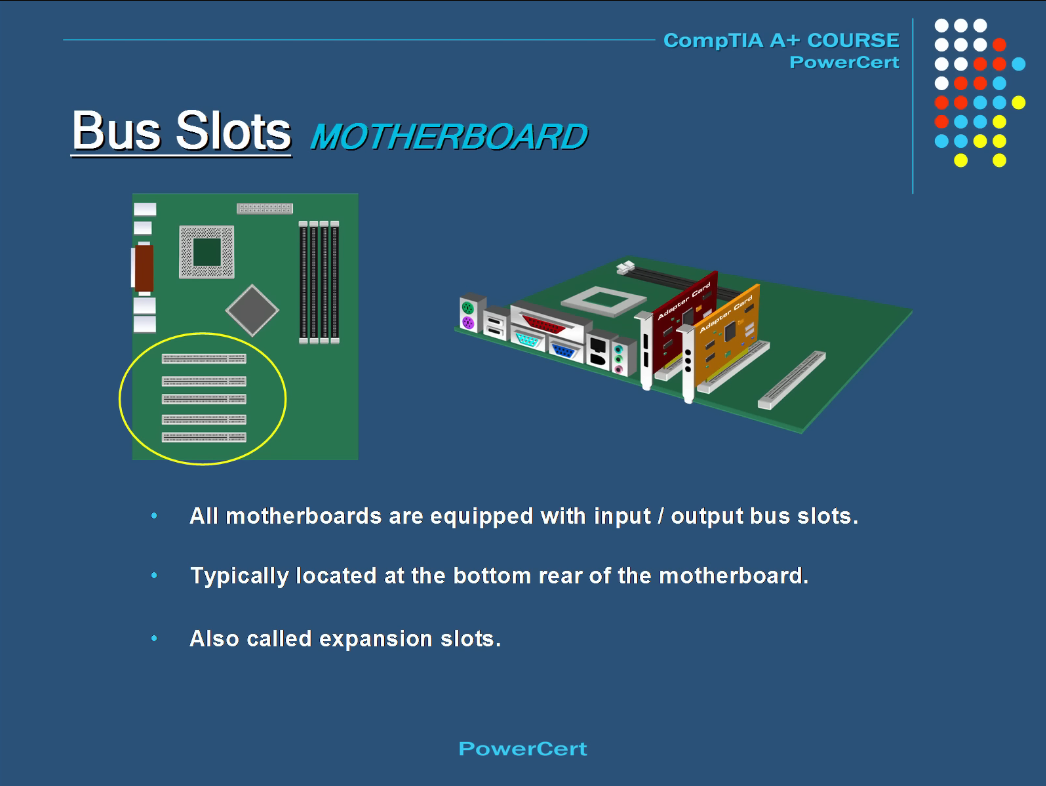 CompTIA A+ COURSE
PowerCert
Bus Slots MOTHERBOARD
Adapter Card
Adapter Card
• All motherboards are equipped with input / output bus slots.
• Typically located at the bottom rear of the motherboard.
• Also called expansion slots.
PowerCert